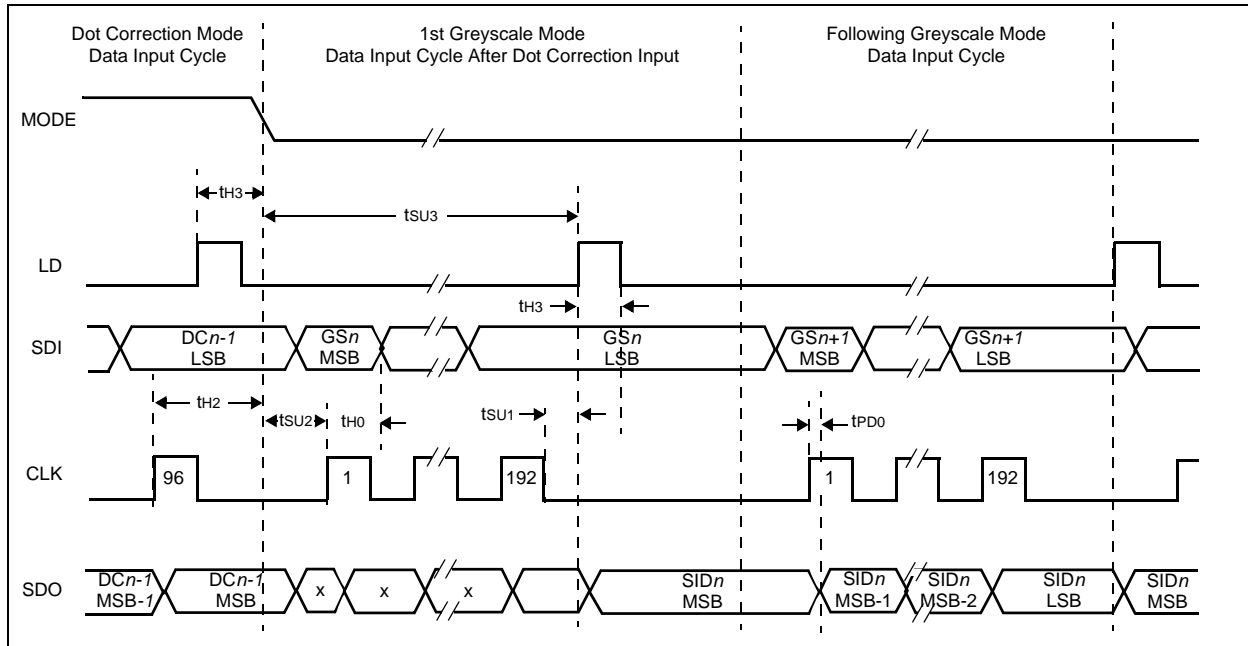 Dot Correction Mode
Data Input Cycle
1st Greyscale Mode
Data Input Cycle After Dot Correction Input
Following Greyscale Mode
Data Input Cycle
MODE
tH3
tSU3
LD
tH3
SDI
DCn-1
LSB
GSn
MSB
GSn
LSB
GSn+1
MSB
GSn+1
LSB
tH2
tSU2
tH0
tSU1
tPD0
CLK
96
1
192
1
192
SDO
DCn-1
MSB-1
DCn-1
MSB
x
x
x
SIDn
MSB
SIDn
MSB-1
SIDn
MSB-2
SIDn
LSB
SIDn
MSB